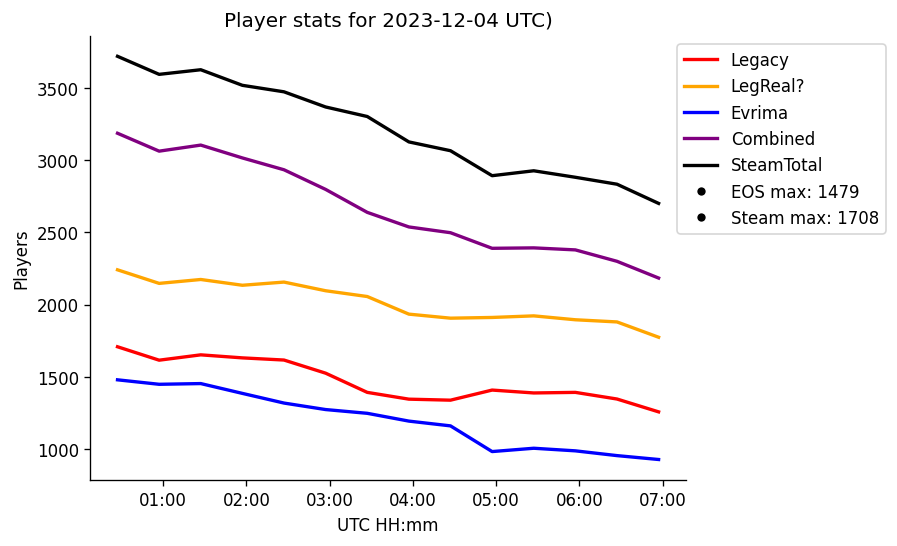 Player stats for 2023-12-04 UTC)
Legacy
LegReal?
Evrima
Combined
SteamTotal
EOS max: 1479
Steam max: 1708
Players
3500
3000
2500
2000
1500
1000
01:00 02:00 03:00 04:00 05:00 06:00 07:00
UTC HH:mm